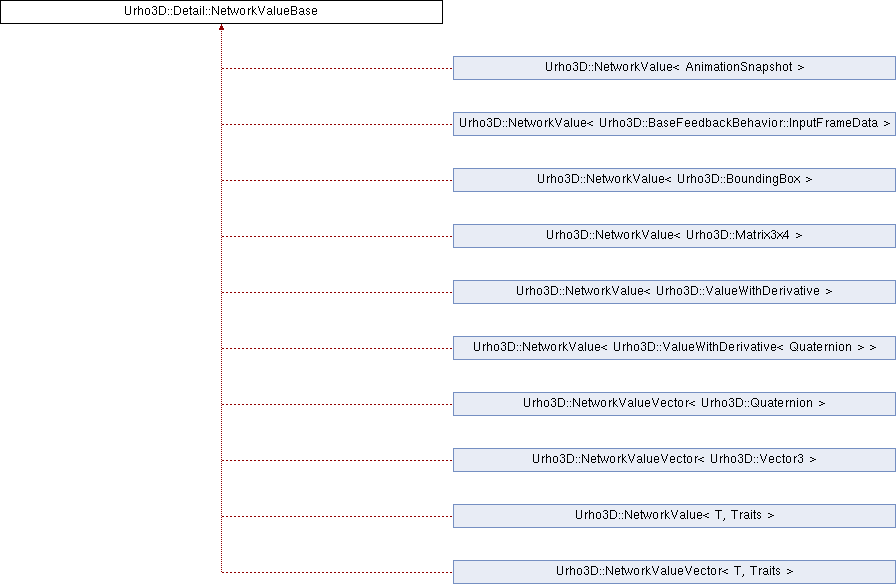 Urho3D::Detail::NetworkValueBase
Urho3D::NetworkValue< AnimationSnapshot >
Urho3D::NetworkValue< Urho3D::BaseFeedbackBehavior::InputFrameData >
Urho3D::NetworkValue< Urho3D::BoundingBox >
Urho3D::NetworkValue< Urho3D::Matrix3x4 >
Urho3D::NetworkValue< Urho3D::ValueWithDerivative >
Urho3D::NetworkValue< Urho3D::ValueWithDerivative< Quaternion > >
Urho3D::NetworkValueVector< Urho3D::Quaternion >
Urho3D::NetworkValueVector< Urho3D::Vector3 >
Urho3D::NetworkValue< T, Traits >
Urho3D::NetworkValueVector< T, Traits >